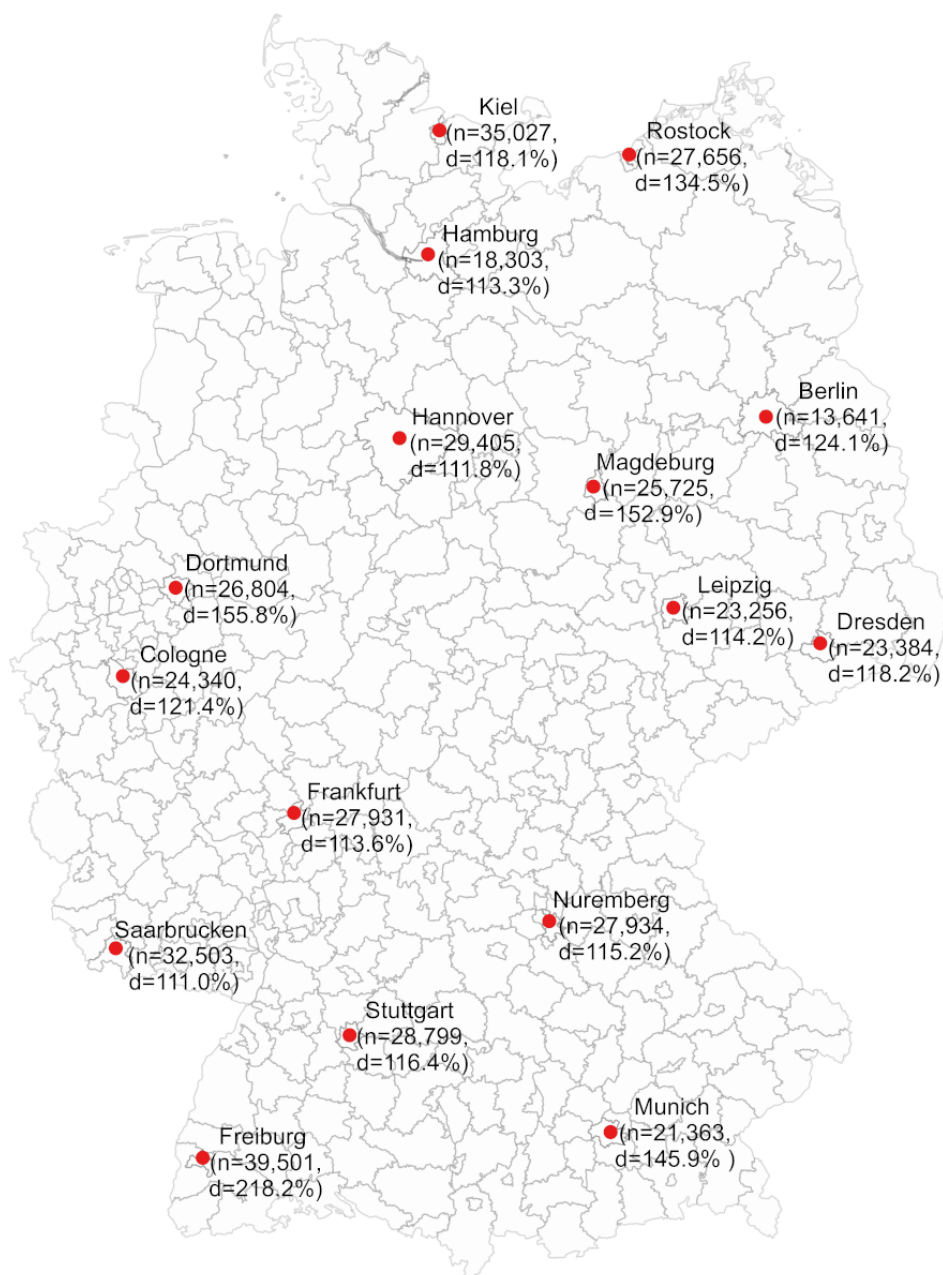 Kiel
(n=35,027,
d=118.1%)
Rostock
(n=27,656,
d=134.5%)
Hamburg
(n=18,303,
d=113.3%)
Berlin
(n=13,641,
d=124.1%)
Hannover
(n=29,405,
d=111.8%)
Magdeburg
(n=25,725,
d=152.9%)
Dortmund
(n=26,804,
d=155.8%)
Leipzig
(n=23,256,
d=114.2%)
Dresden
(n=23,384,
d=118.2%)
Cologne
(n=24,340,
d=121.4%)
Frankfurt
(n=27,931,
d=113.6%)
Nuremberg
(n=27,934,
d=115.2%)
Saarbrucken
(n=32,503,
d=111.0%)
Stuttgart
(n=28,799,
d=116.4%)
Munich
(n=21,363,
d=145.9% )
Freiburg
(n=39,501,
d=218.2%)